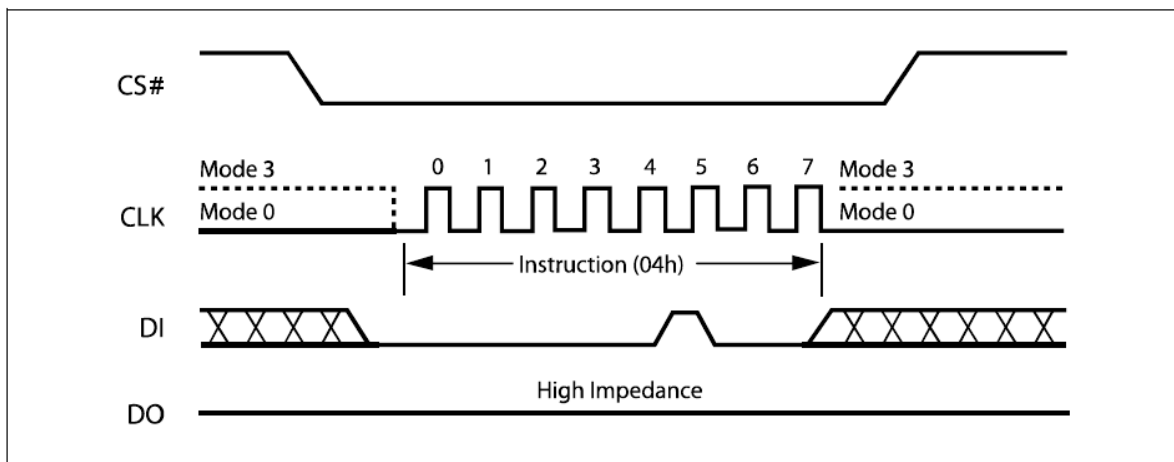 CS#
Mode 3
0 1 2 3 4 5 6 7
Mode 3
CLK
Mode 0
Mode 0
Instruction (04h)
DI
High Impedance
DO